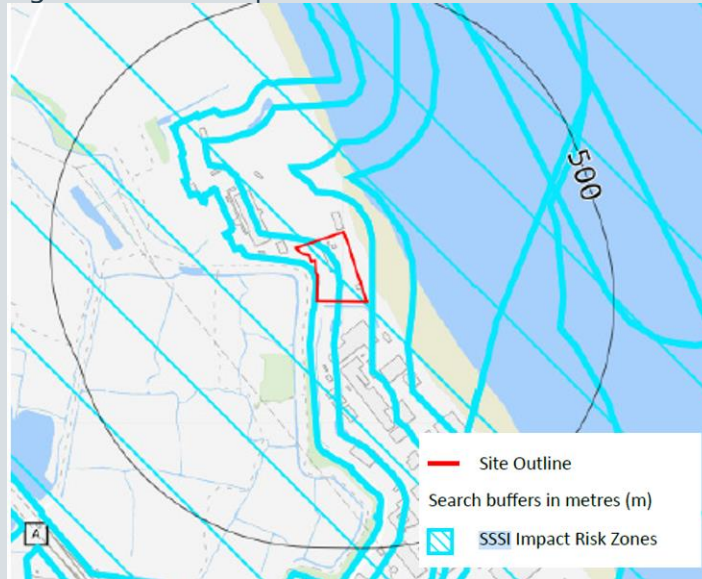 500
A
Site Outline
Search buffers in metres (m)
SSSI Impact Risk Zones